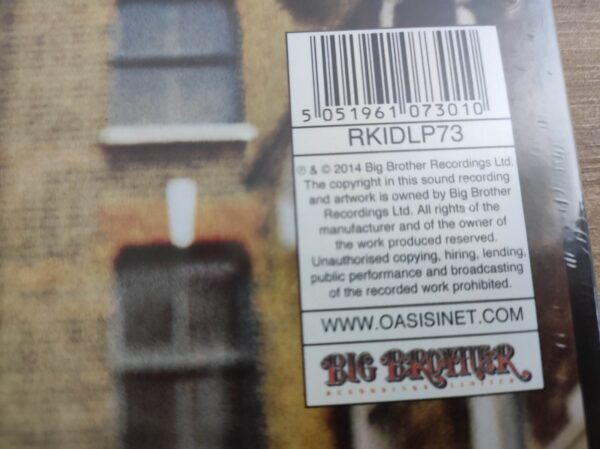 5 051961 073010
RKIDLP73
℗ & © 2014 Big Brother Recordings Ltd.
The copyright in this sound recording
and artwork is owned by Big Brother
Recordings Ltd. All rights of the
manufacturer and of the owner of
the work produced reserved.
Unauthorised copying, hiring, lending,
public performance and broadcasting
of the recorded work prohibited.
WWW.OASISINET.COM
BIG BROTHER
RECORDINGS LIMITED